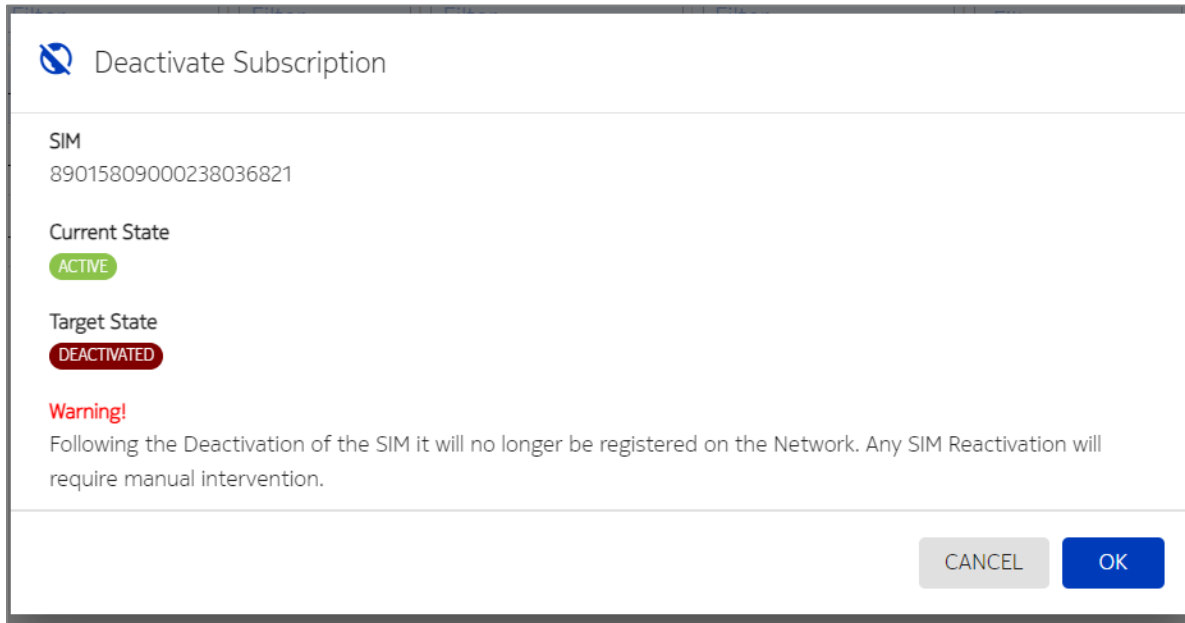 Deactivate Subscription
SIM
89015809000238036821
Current State
ACTIVE
Target State
DEACTIVATED
Warning!
Following the Deactivation of the SIM it will no longer be registered on the Network. Any SIM Reactivation will
require manual intervention.
CANCEL OK